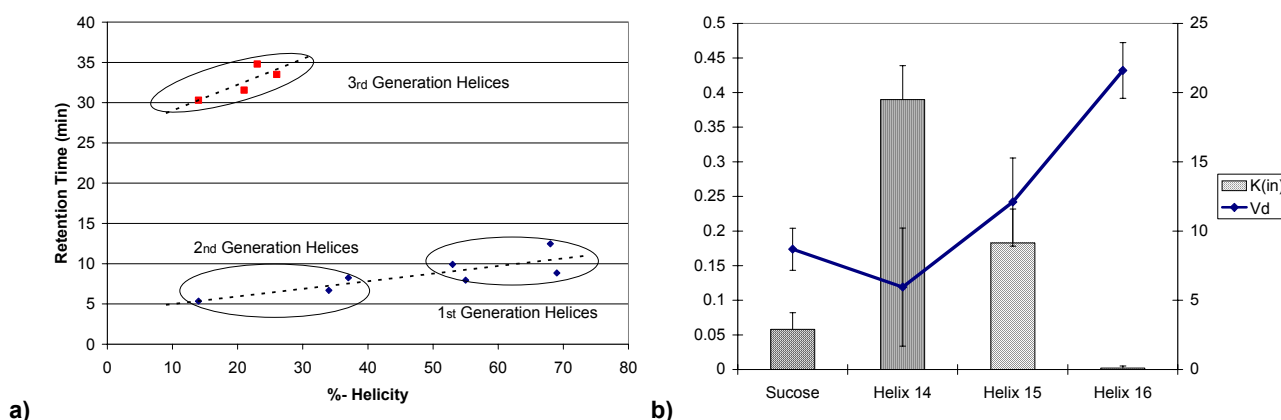 40
35
30
25
20
15
10
5
0
Retention Time (min)
3rd Generation Helices
2nd Generation Helices
1st Generation Helices
0 10 20 30 40 50 60 70 80
%- Helicity
a)
0.5
0.45
0.4
0.35
0.3
0.25
0.2
0.15
0.1
0.05
0
25
20
15
10
5
0
K(in)
Vd
Sucose Helix 14 Helix 15 Helix 16
b)